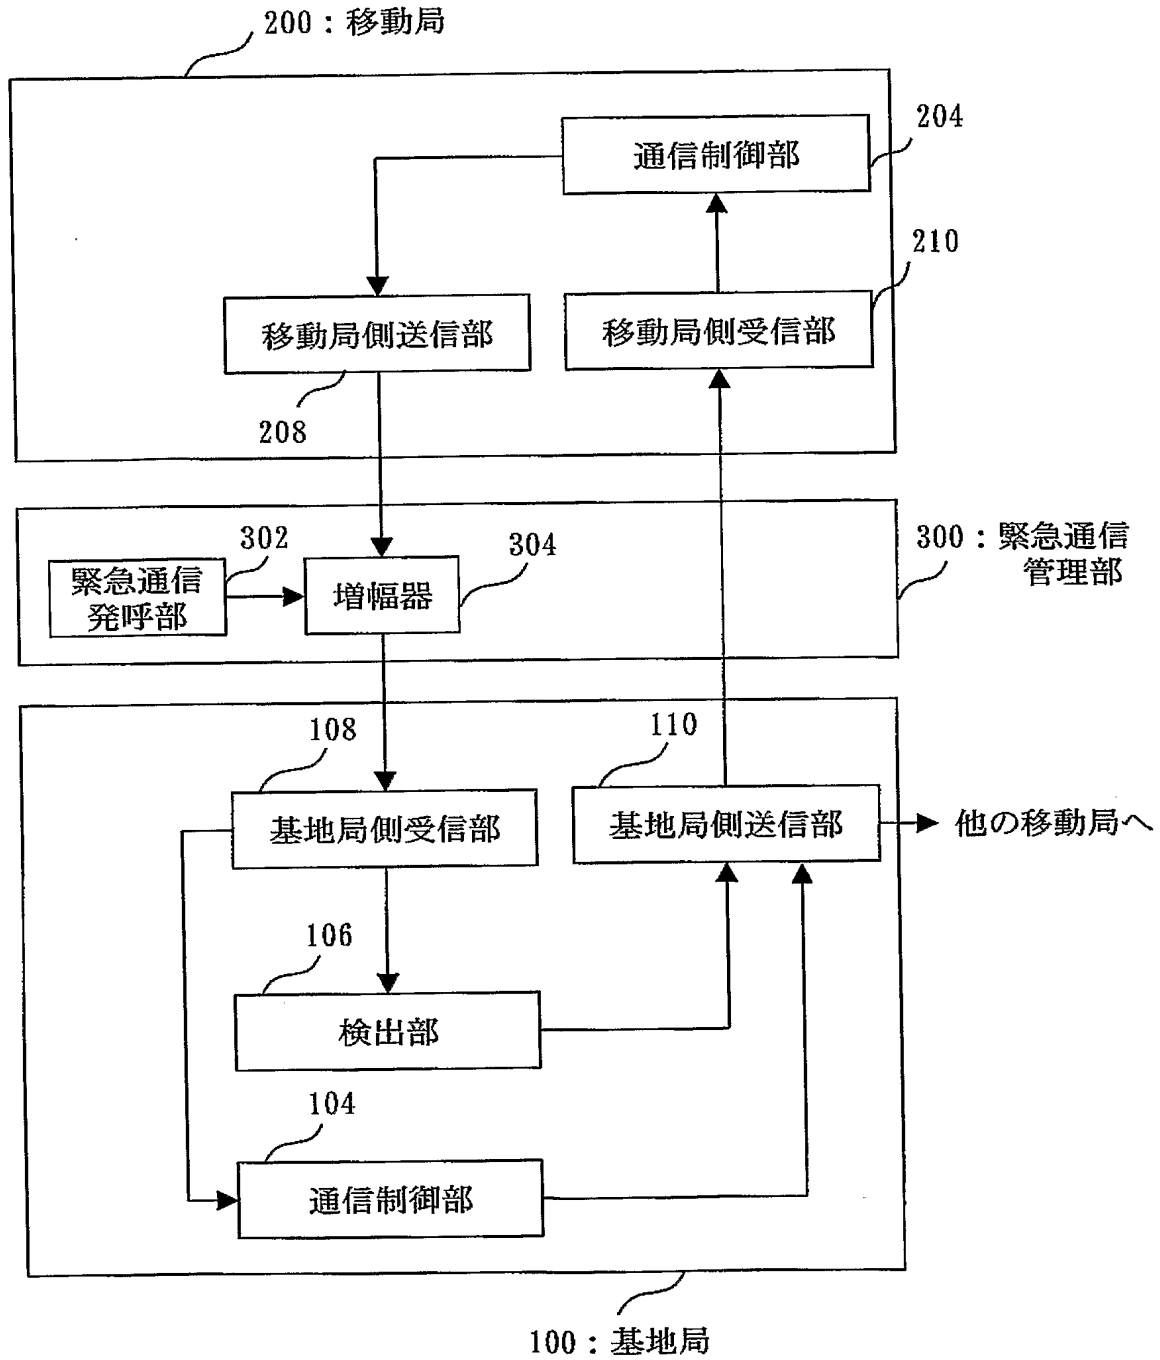 200：移動局
204
通信制御部
210
移動局側送信部
移動局側受信部
208
302
304
300：緊急通信
管理部
緊急通信
発呼部
増幅器
108
110
基地局側受信部
基地局側送信部
他の移動局へ
106
検出部
104
通信制御部
100：基地局